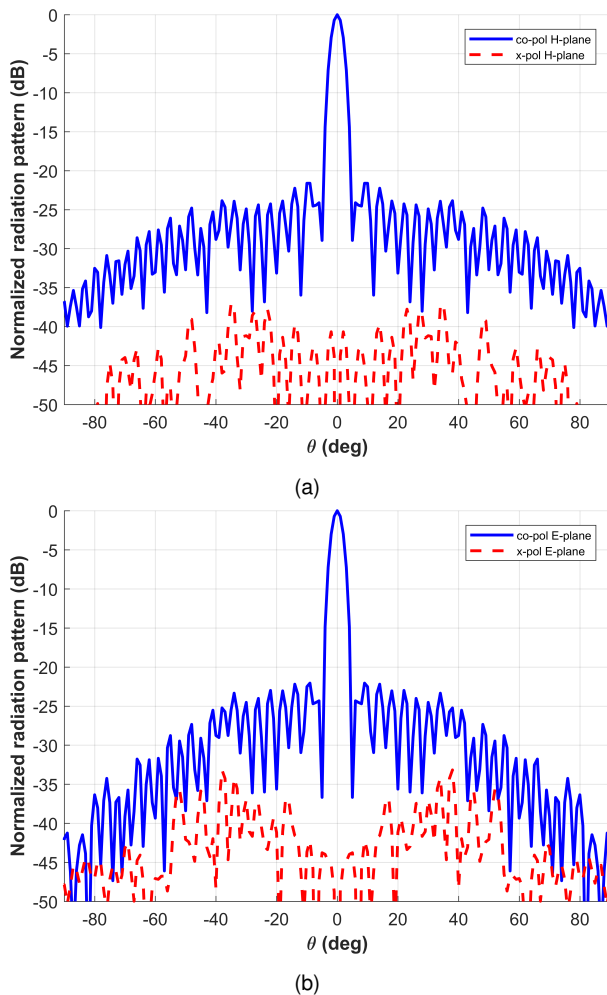 0
-5
-10
-15
-20
-25
-30
-35
-40
-45
-50
Normalized radiation pattern (dB)
co-pol H-plane
x-pol H-plane
-80 -60 -40 -20 0 20 40 60 80
θ (deg)
(a)
0
-5
-10
-15
-20
-25
-30
-35
-40
-45
-50
Normalized radiation pattern (dB)
co-pol E-plane
x-pol E-plane
-80 -60 -40 -20 0 20 40 60 80
θ (deg)
(b)